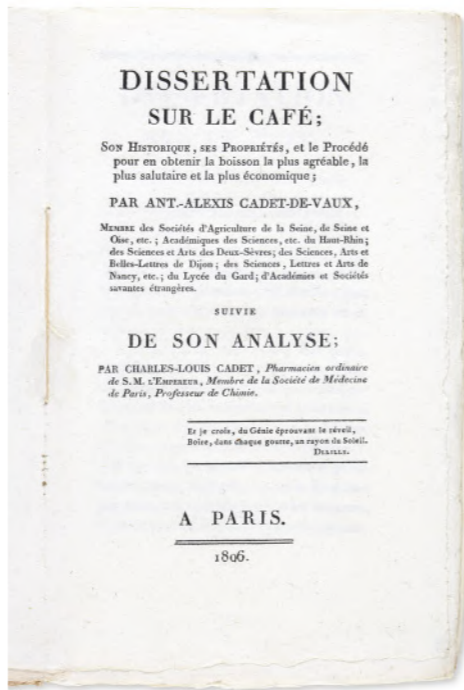 DISSERTATION
SUR LE CAFÉ;
SON HISTORIQUE, SES PROPRIÉTÉS, et le Procédé
pour en obtenir la boisson la plus agréable, la
plus salutaire et la plus économique;
PAR ANT.-ALEXIS CADET-DE-VAUX,
MEMBRE des Sociétés d'Agriculture de la Seine, de Seine et
Oise, etc.; Académiques des Sciences, etc. du Haut-Rhin;
des Sciences et Arts des Deux-Sèvres; des Sciences, Arts et
Belles-Lettres de Dijon; des Sciences, Lettres et Arts de
Nancy, etc.; du Lycée du Gard; d'Académies et Sociétés
savantes étrangères.
SUIVIE
DE SON ANALYSE;
PAR CHARLES-LOUIS CADET, Pharmacien ordinaire
de S. M. L'EMPEREUR, Membre de la Société de Médecine
de Paris, Professeur de Chimie.
Et je crois, du Génie éprouvant le réveil,
Boire, dans chaque goutte, un rayon du Soleil.
DELILLE.
A PARIS.
1806.